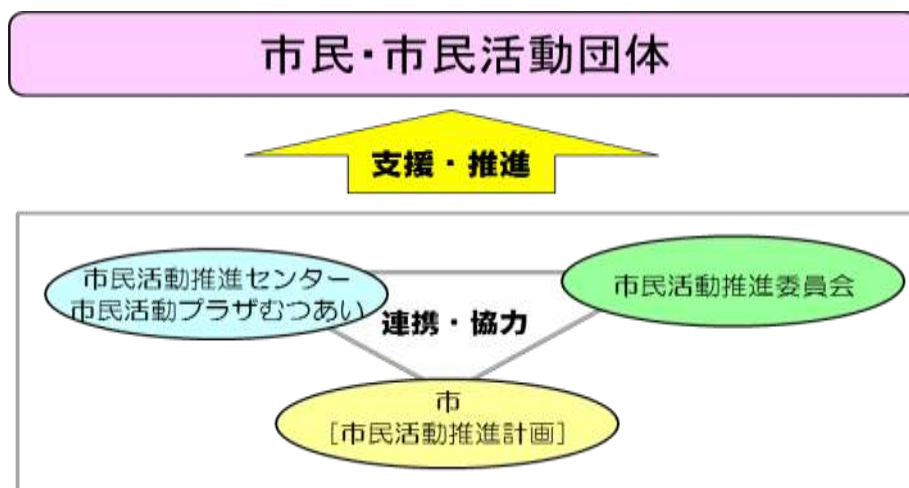 市民・市民活動団体
支援・推進
市民活動推進センター
市民活動プラザむつあい
市民活動推進委員会
連携・協力
市
[市民活動推進計画]